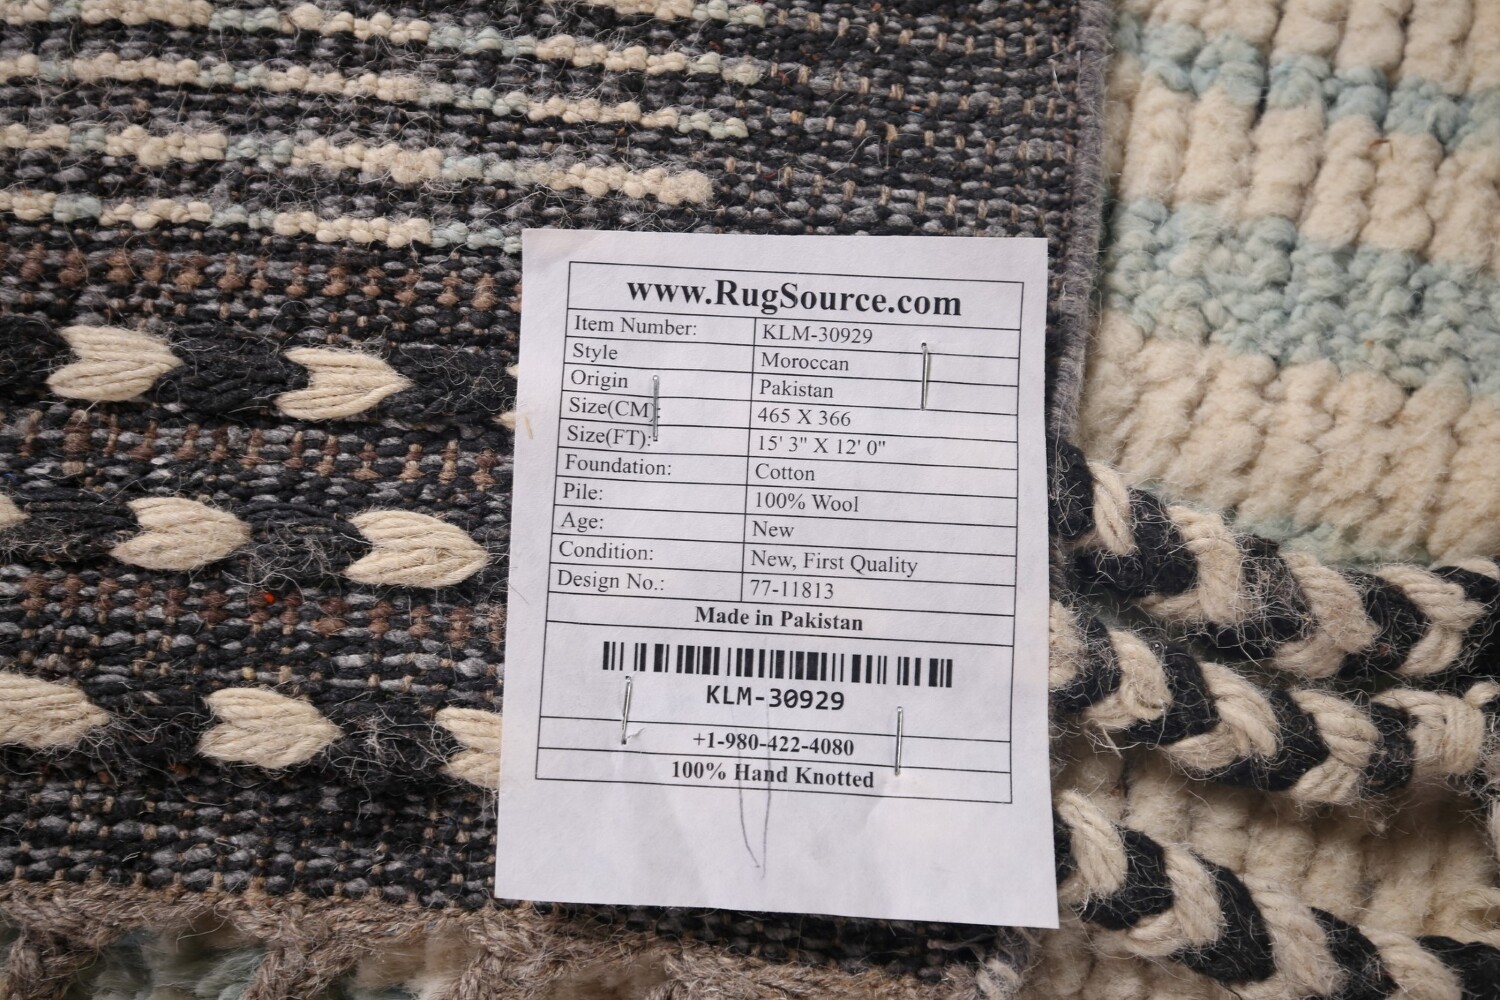 www.RugSource.com
Item Number: KLM-30929
Style Moroccan
Origin Pakistan
Size(CM): 465 X 366
Size(FT): 15' 3" X 12' 0"
Foundation: Cotton
Pile: 100% Wool
Age: New
Condition: New, First Quality
Design No.: 77-11813
Made in Pakistan
KLM-30929
+1-980-422-4080
100% Hand Knotted